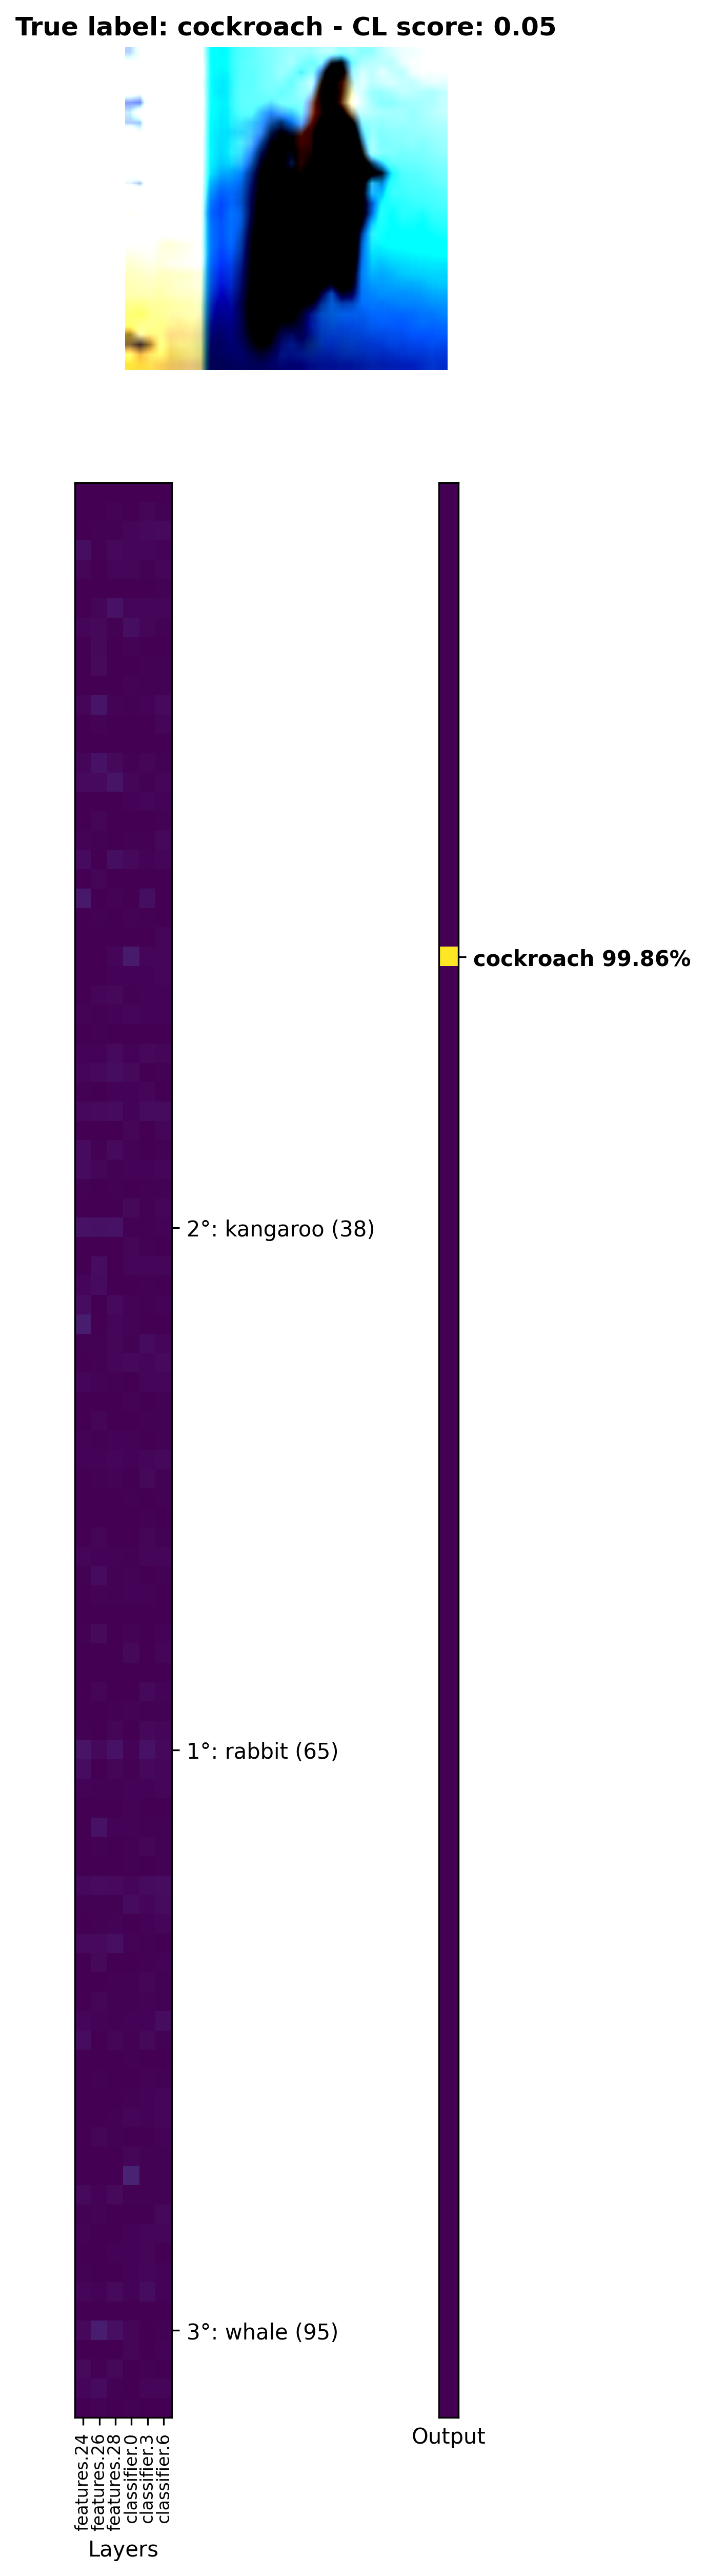 True label: cockroach - CL score: 0.05
cockroach 99.86%
2°: kangaroo (38)
1°: rabbit (65)
3°: whale (95)
features.24
features.26
features.28
classifier.0
classifier.3
classifier.6
Layers
Output